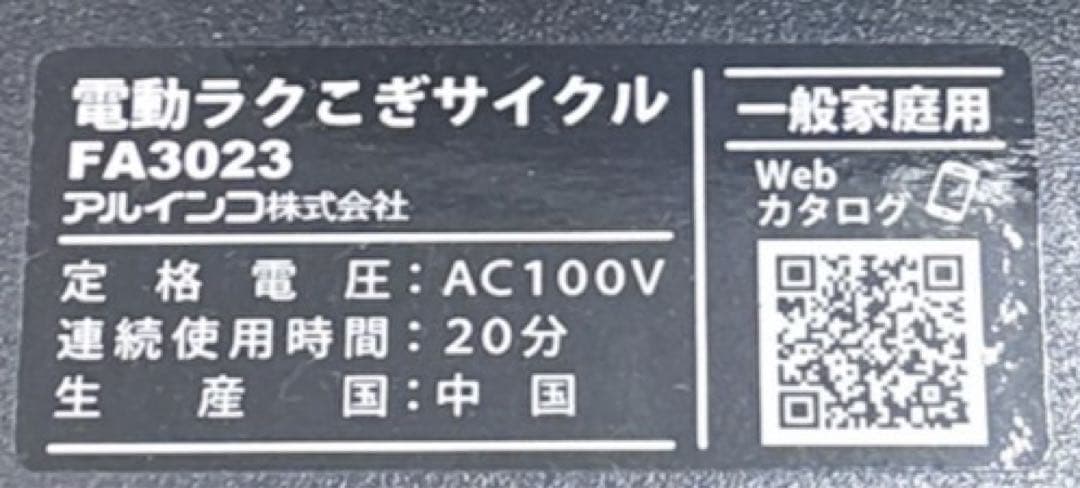 電動ラクこぎサイクル
FA3023
アルインコ株式会社
定格電圧：AC100V
連続使用時間：20分
生産国：中国
一般家庭用
Web
カタログ